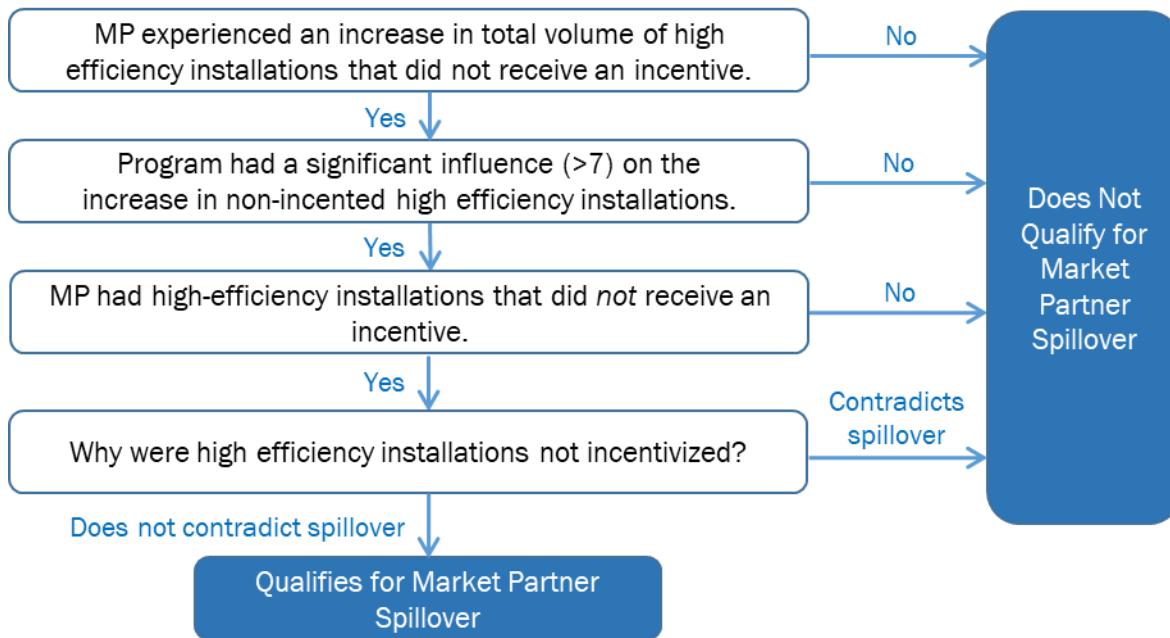 MP experienced an increase in total volume of high
efficiency installations that did not receive an incentive.
No
Yes
Program had a significant influence (>7) on the
increase in non-incented high efficiency installations.
No
Yes
MP had high-efficiency installations that did not receive an
incentive.
No
Yes
Why were high efficiency installations not incentivized?
Contradicts
spillover
Does not contradict spillover
Qualifies for Market Partner
Spillover
Does Not
Qualify for
Market
Partner
Spillover